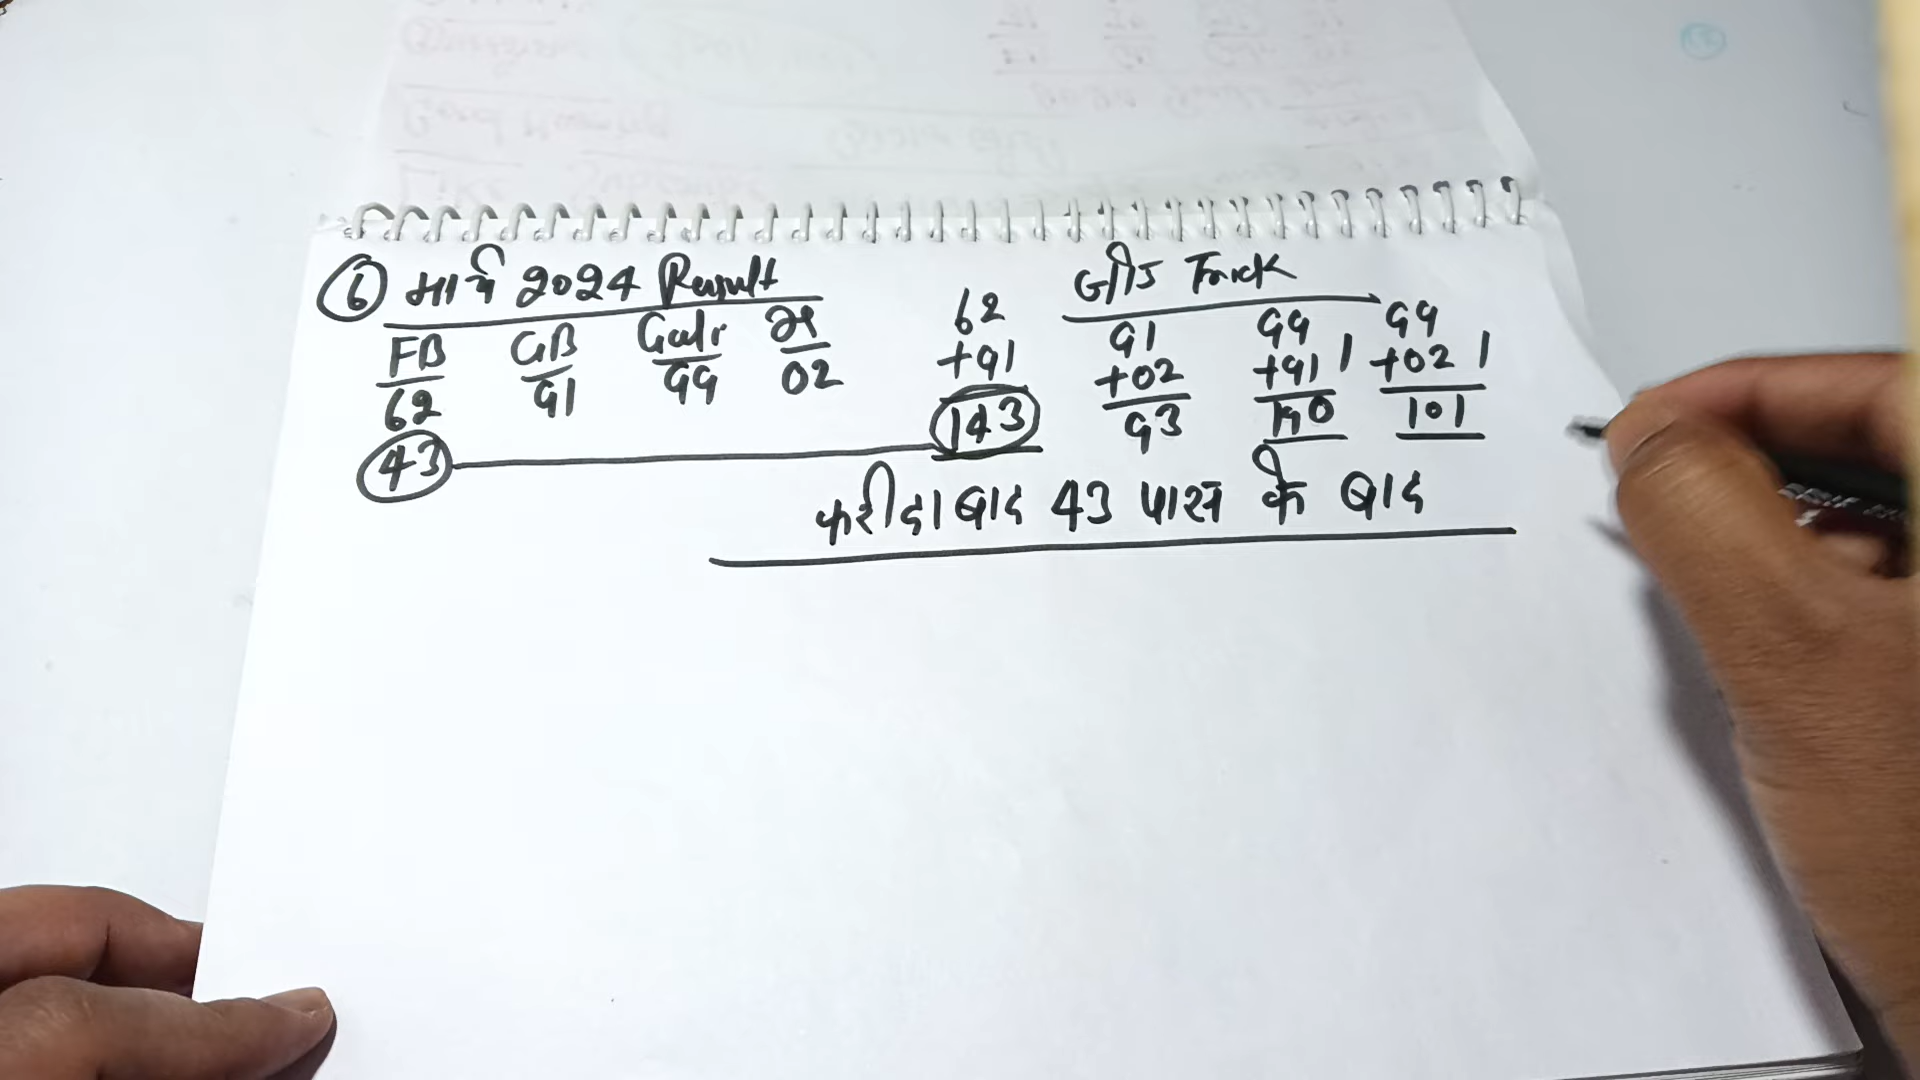 6 मार्च 2024 Result Trick
FB GB Gali 62 91 99 99
62 91 99 02 +91 +02 +91 | +02 |
43 143 93 190 101
फरीदाबाद 43 पास के बाद